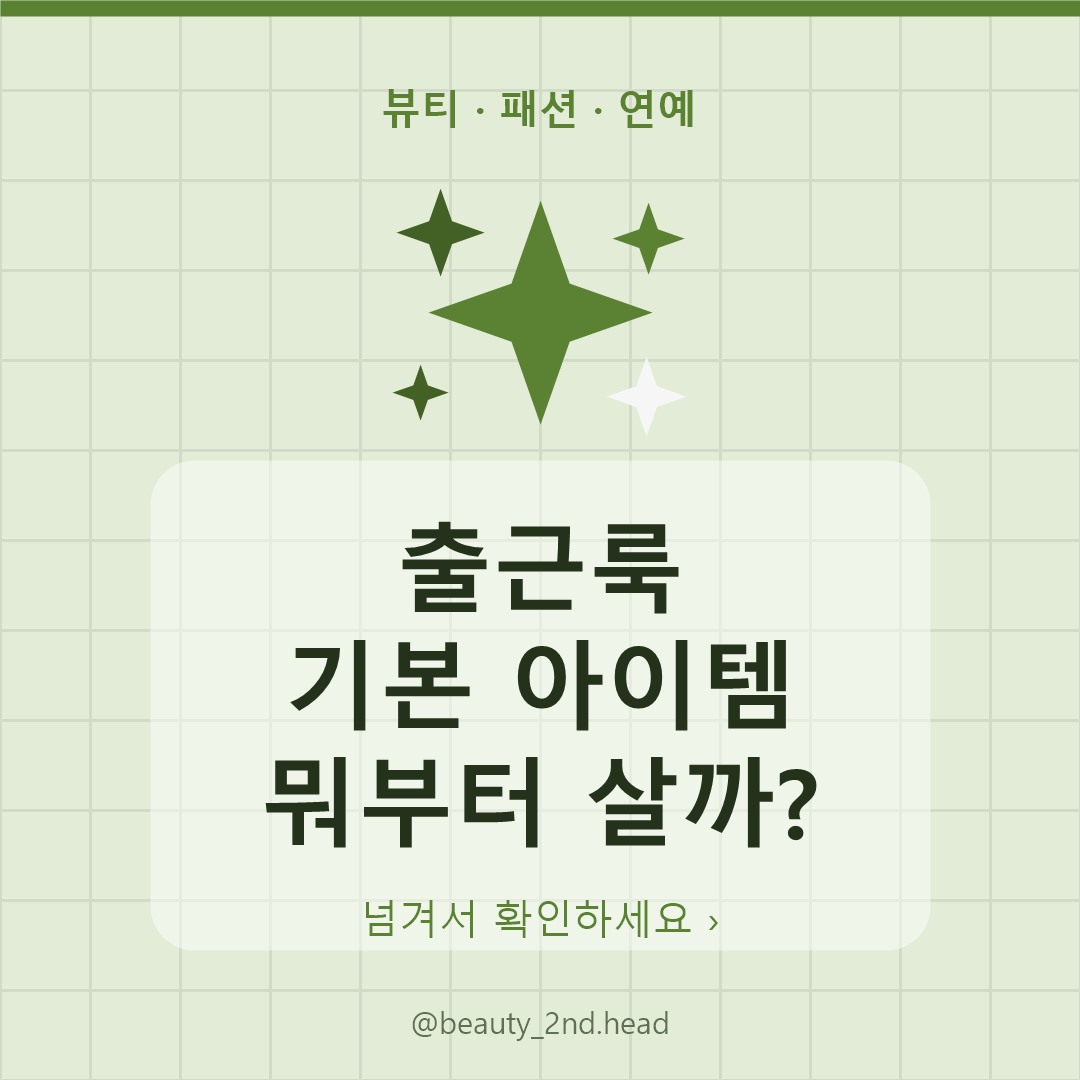 뷰티 · 패션 · 연예
출근룩
기본 아이템
뭐부터 살까?
넘겨서 확인하세요 ›
@beauty_2nd.head